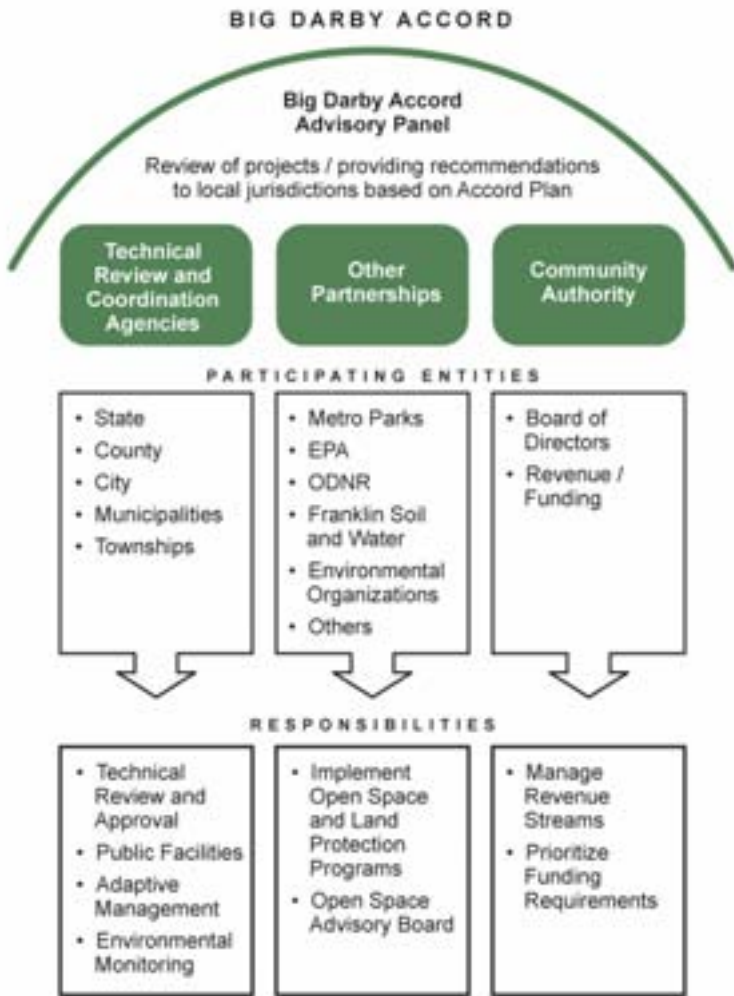 BIG DARBY ACCORD
Big Darby Accord
Advisory Panel
Review of projects / providing recommendations
to local jurisdictions based on Accord Plan
Technical
Review and
Coordination
Agencies
Other
Partnerships
Community
Authority
PARTICIPATING ENTITIES
• State
• County
• City
• Municipalities
• Townships
• Metro Parks
• EPA
• ODNR
• Franklin Soil
and Water
• Environmental
Organizations
• Others
• Board of
Directors
• Revenue /
Funding
RESPONSIBILITIES
• Technical
Review and
Approval
• Public Facilities
• Adaptive
Management
• Environmental
Monitoring
• Implement
Open Space
and Land
Protection
Programs
• Open Space
Advisory Board
• Manage
Revenue
Streams
• Prioritize
Funding
Requirements